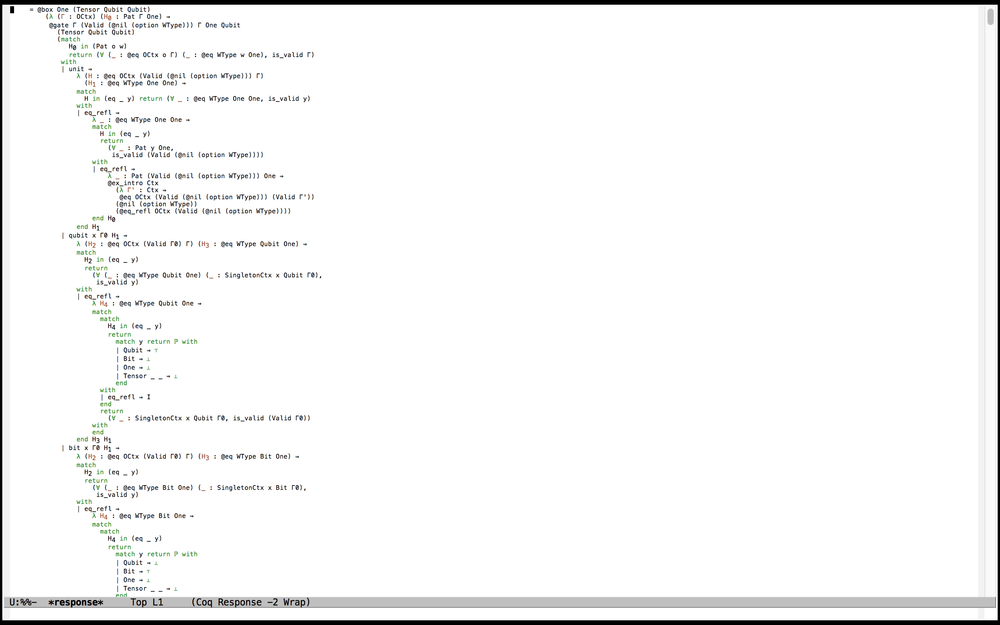 = @box One (Tensor Qubit Qubit)
         (λ (Γ : OCtx) (H₀ : Pat Γ One) ⇒
          @gate Γ (Valid (@nil (option WType))) Γ One Qubit
            (Tensor Qubit Qubit)
            (match
               H₀ in (Pat o w)
               return (∀ (_ : @eq OCtx o Γ) (_ : @eq WType w One), is_valid Γ)
             with
             | unit ⇒
                 λ (H : @eq OCtx (Valid (@nil (option WType))) Γ)
                   (H₁ : @eq WType One One) ⇒
                 match
                   H in (eq _ y) return (∀ _ : @eq WType One One, is_valid y)
                 with
                 | eq_refl ⇒
                     λ _ : @eq WType One One ⇒
                     match
                       H in (eq _ y)
                       return
                         (∀ _ : Pat y One,
                          is_valid (Valid (@nil (option WType))))
                     with
                     | eq_refl ⇒
                         λ _ : Pat (Valid (@nil (option WType))) One ⇒
                         @ex_intro Ctx
                           (λ Γ' : Ctx ⇒
                            @eq OCtx (Valid (@nil (option WType))) (Valid Γ'))
                           (@nil (option WType))
                           (@eq_refl OCtx (Valid (@nil (option WType))))
                     end H₀
                 end H₁
             | qubit x Γ0 H₁ ⇒
                 λ (H₂ : @eq OCtx (Valid Γ0) Γ) (H₃ : @eq WType Qubit One) ⇒
                 match
                   H₂ in (eq _ y)
                   return
                     (∀ (_ : @eq WType Qubit One) (_ : SingletonCtx x Qubit Γ0),
                      is_valid y)
                 with
                 | eq_refl ⇒
                     λ H₄ : @eq WType Qubit One ⇒
                     match
                       match
                         H₄ in (eq _ y)
                         return
                           match y return ℙ with
                           | Qubit ⇒ ⊤
                           | Bit ⇒ ⊥
                           | One ⇒ ⊥
                           | Tensor _ _ ⇒ ⊥
                           end
                       with
                       | eq_refl ⇒ I
                       end
                       return
                         (∀ _ : SingletonCtx x Qubit Γ0, is_valid (Valid Γ0))
                     with
                     end
                 end H₃ H₁
             | bit x Γ0 H₁ ⇒
                 λ (H₂ : @eq OCtx (Valid Γ0) Γ) (H₃ : @eq WType Bit One) ⇒
                 match
                   H₂ in (eq _ y)
                   return
                     (∀ (_ : @eq WType Bit One) (_ : SingletonCtx x Bit Γ0),
                      is_valid y)
                 with
                 | eq_refl ⇒
                     λ H₄ : @eq WType Bit One ⇒
                     match
                       match
                         H₄ in (eq _ y)
                         return
                           match y return ℙ with
                           | Qubit ⇒ ⊥
                           | Bit ⇒ ⊤
                           | One ⇒ ⊥
                           | Tensor _ _ ⇒ ⊥
                           end
U:%%−  *response*     Top L1     (Coq Response −2 Wrap)